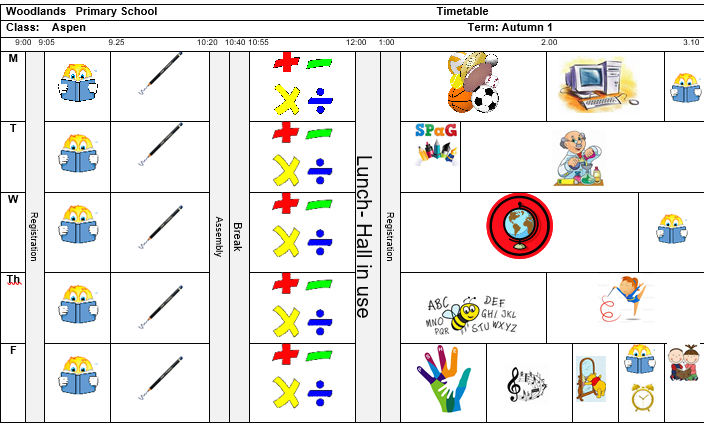 Woodlands Primary School Timetable
Class: Aspen Term: Autumn 1
9:00 9:05 9.25 10:20 10:40 10:55 12:00 1:00 2.00 3.10
M
T
W
Th
F
Registration
Assembly
Break
Lunch- Hall in use
Registration
SPaG
ABC
DEF
GHI JKL
MNO
PQR
STU WXYZ